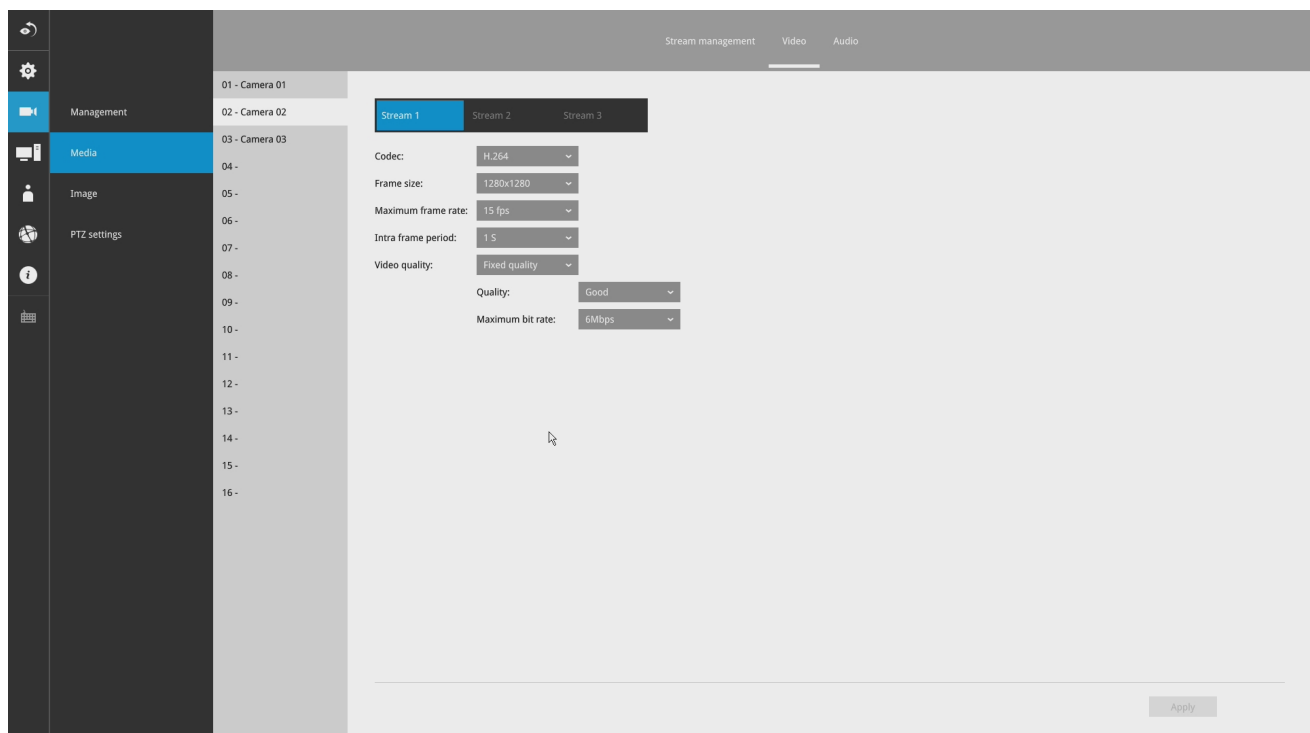 Stream management Video Audio
Management
Media
Image
PTZ settings
01 - Camera 01
02 - Camera 02
03 - Camera 03
04 -
05 -
06 -
07 -
08 -
09 -
10 -
11 -
12 -
13 -
14 -
15 -
16 -
Stream 1 Stream 2 Stream 3
Codec: H.264
Frame size: 1280x1280
Maximum frame rate: 15 fps
Intra frame period: 1 S
Video quality: Fixed quality
Quality: Good
Maximum bit rate: 6Mbps
Apply